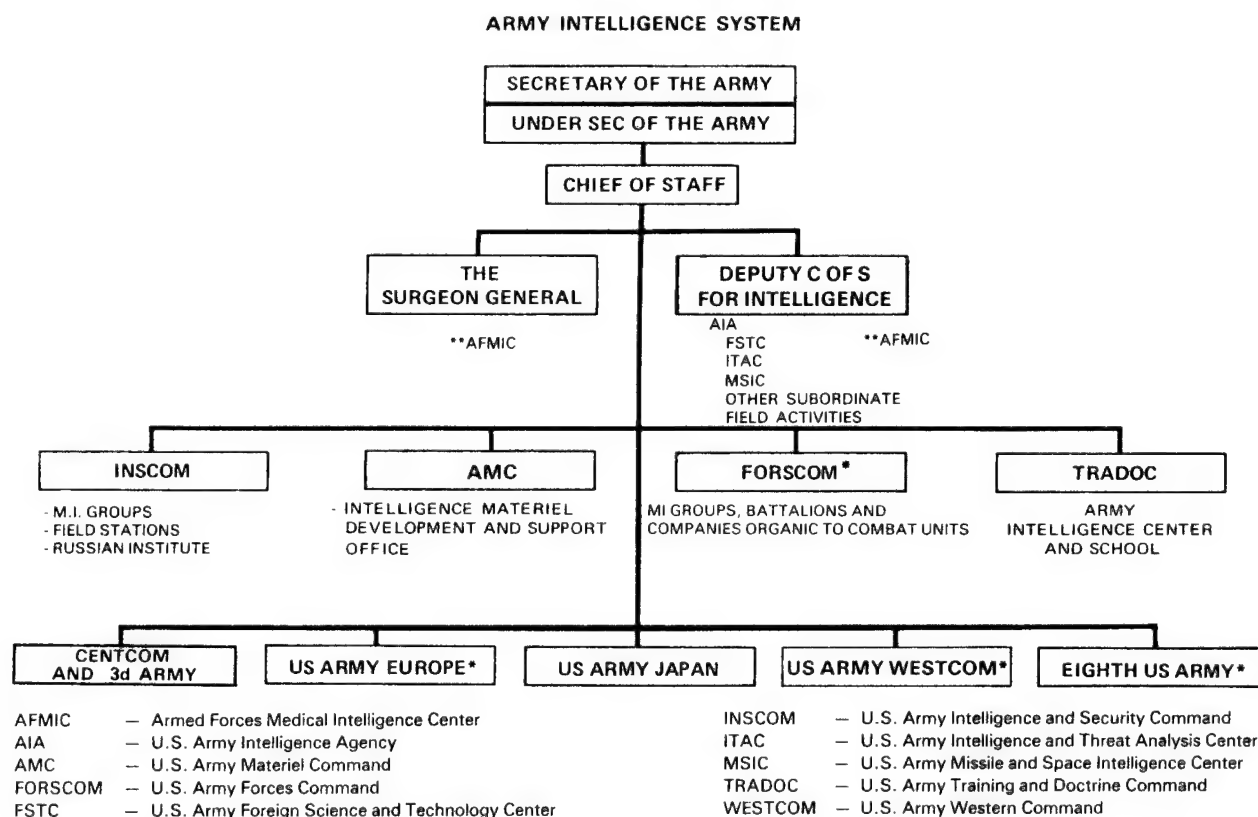 ARMY INTELLIGENCE SYSTEM
SECRETARY OF THE ARMY
UNDER SEC OF THE ARMY
CHIEF OF STAFF
THE
SURGEON GENERAL
**AFMIC
DEPUTY C OF S
FOR INTELLIGENCE
AIA
FSTC
ITAC
MSIC
OTHER SUBORDINATE
FIELD ACTIVITIES
**AFMIC
INSCOM
- M.I. GROUPS
- FIELD STATIONS
- RUSSIAN INSTITUTE
AMC
- INTELLIGENCE MATERIEL
DEVELOPMENT AND SUPPORT
OFFICE
FORSCOM*
MI GROUPS, BATTALIONS AND
COMPANIES ORGANIC TO COMBAT UNITS
TRADOC
ARMY
INTELLIGENCE CENTER
AND SCHOOL
CENTCOM
AND 3d ARMY
US ARMY EUROPE*
US ARMY JAPAN
US ARMY WESTCOM*
EIGHTH US ARMY*
AFMIC — Armed Forces Medical Intelligence Center
AIA — U.S. Army Intelligence Agency
AMC — U.S. Army Materiel Command
FORSCOM — U.S. Army Forces Command
FSTC — U.S. Army Foreign Science and Technology Center
INSCOM — U.S. Army Intelligence and Security Command
ITAC — U.S. Army Intelligence and Threat Analysis Center
MSIC — U.S. Army Missile and Space Intelligence Center
TRADOC — U.S. Army Training and Doctrine Command
WESTCOM — U.S. Army Western Command